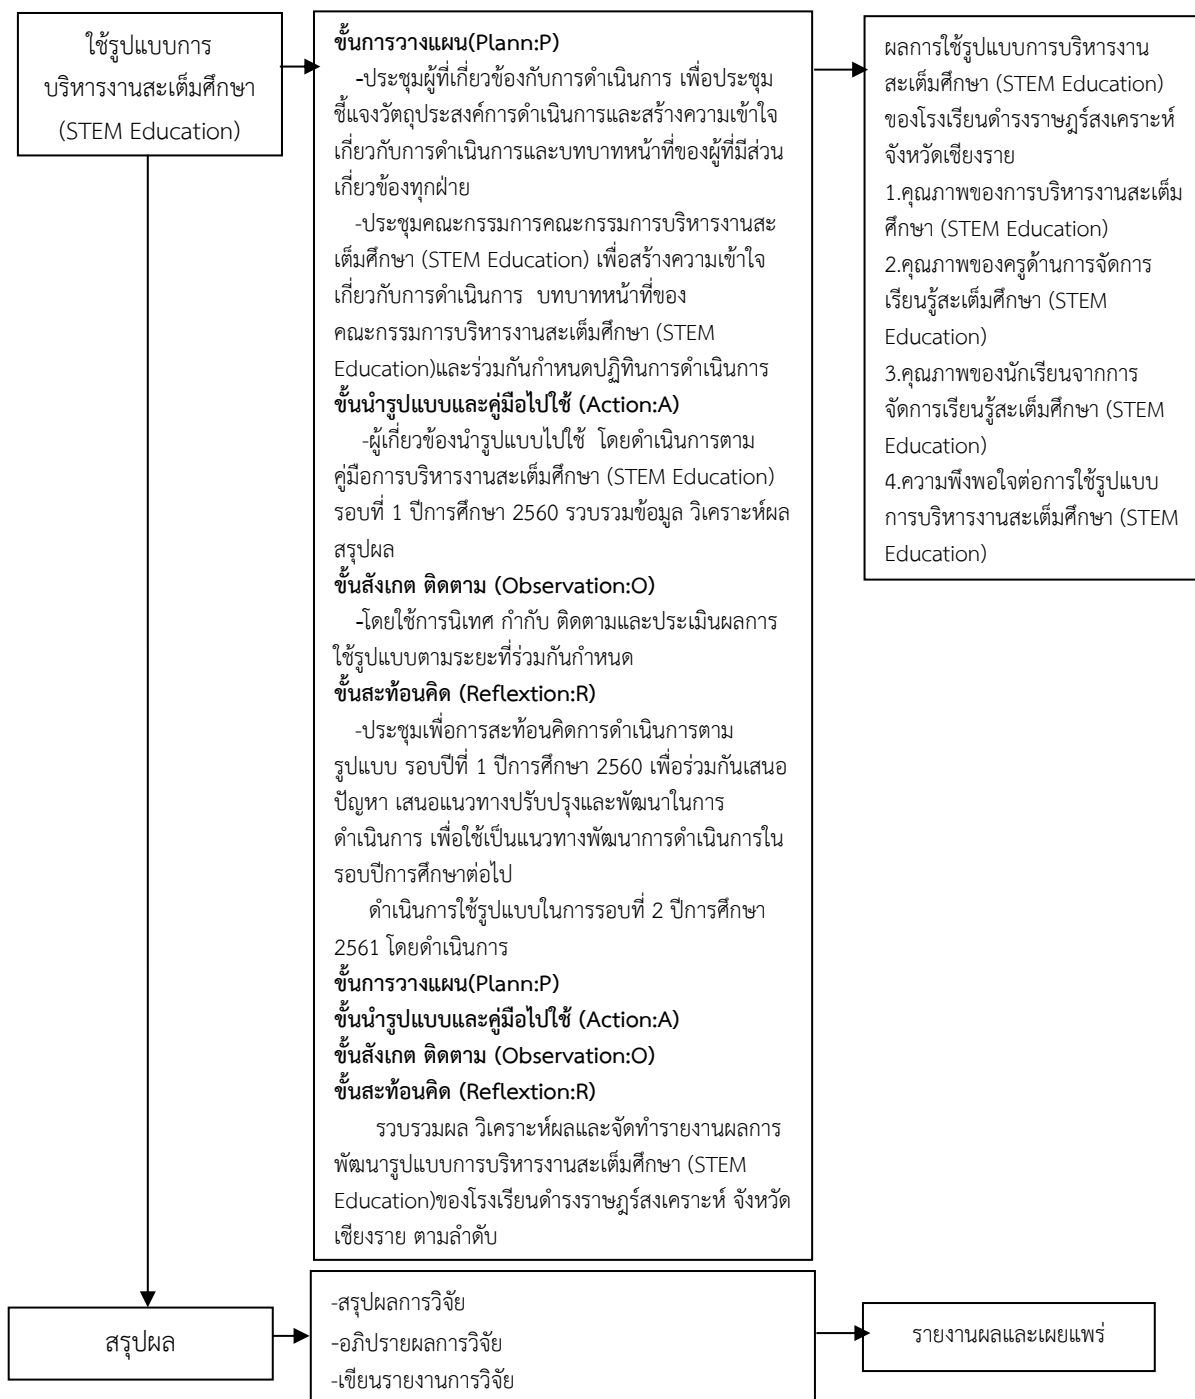 ใช้รูปแบบการ
บริหารงานสะเต็มศึกษา
(STEM Education)
ขั้นการวางแผน(Plann:P)
-ประชุมผู้ที่เกี่ยวข้องกับการดำเนินการ เพื่อประชุม
ชี้แจงวัตถุประสงค์การดำเนินการและสร้างความเข้าใจ
เกี่ยวกับการดำเนินการและบทบาทหน้าที่ของผู้ที่มีส่วน
เกี่ยวข้องทุกฝ่าย
-ประชุมคณะกรรมการคณะกรรมการบริหารงานสะ
เต็มศึกษา (STEM Education) เพื่อสร้างความเข้าใจ
เกี่ยวกับการดำเนินการ บทบาทหน้าที่ของ
คณะกรรมการบริหารงานสะเต็มศึกษา (STEM
Education)และร่วมกันกำหนดปฏิทินการดำเนินการ
ขั้นนำรูปแบบและคู่มือไปใช้ (Action:A)
-ผู้เกี่ยวข้องนำรูปแบบไปใช้ โดยดำเนินการตาม
คู่มือการบริหารงานสะเต็มศึกษา (STEM Education)
รอบที่ 1 ปีการศึกษา 2560 รวบรวมข้อมูล วิเคราะห์ผล
สรุปผล
ขั้นสังเกต ติดตาม (Observation:O)
-โดยใช้การนิเทศ กำกับ ติดตามและประเมินผลการ
ใช้รูปแบบตามระยะที่ร่วมกันกำหนด
ขั้นสะท้อนคิด (Reflextion:R)
-ประชุมเพื่อการสะท้อนคิดการดำเนินการตาม
รูปแบบ รอบปีที่ 1 ปีการศึกษา 2560 เพื่อร่วมกันเสนอ
ปัญหา เสนอแนวทางปรับปรุงและพัฒนาในการ
ดำเนินการ เพื่อใช้เป็นแนวทางพัฒนาการดำเนินการใน
รอบปีการศึกษาต่อไป
ดำเนินการใช้รูปแบบในการรอบที่ 2 ปีการศึกษา
2561 โดยดำเนินการ
ขั้นการวางแผน(Plann:P)
ขั้นนำรูปแบบและคู่มือไปใช้ (Action:A)
ขั้นสังเกต ติดตาม (Observation:O)
ขั้นสะท้อนคิด (Reflextion:R)
รวบรวมผล วิเคราะห์ผลและจัดทำรายงานผลการ
พัฒนารูปแบบการบริหารงานสะเต็มศึกษา (STEM
Education)ของโรงเรียนดำรงราษฎร์สงเคราะห์ จังหวัด
เชียงราย ตามลำดับ
ผลการใช้รูปแบบการบริหารงาน
สะเต็มศึกษา (STEM Education)
ของโรงเรียนดำรงราษฎร์สงเคราะห์
จังหวัดเชียงราย
1.คุณภาพของการบริหารงานสะเต็ม
ศึกษา (STEM Education)
2.คุณภาพของครูด้านการจัดการ
เรียนรู้สะเต็มศึกษา (STEM
Education)
3.คุณภาพของนักเรียนจากการ
จัดการเรียนรู้สะเต็มศึกษา (STEM
Education)
4.ความพึงพอใจต่อการใช้รูปแบบ
การบริหารงานสะเต็มศึกษา (STEM
Education)
สรุปผล
-สรุปผลการวิจัย
-อภิปรายผลการวิจัย
-เขียนรายงานการวิจัย
รายงานผลและเผยแพร่